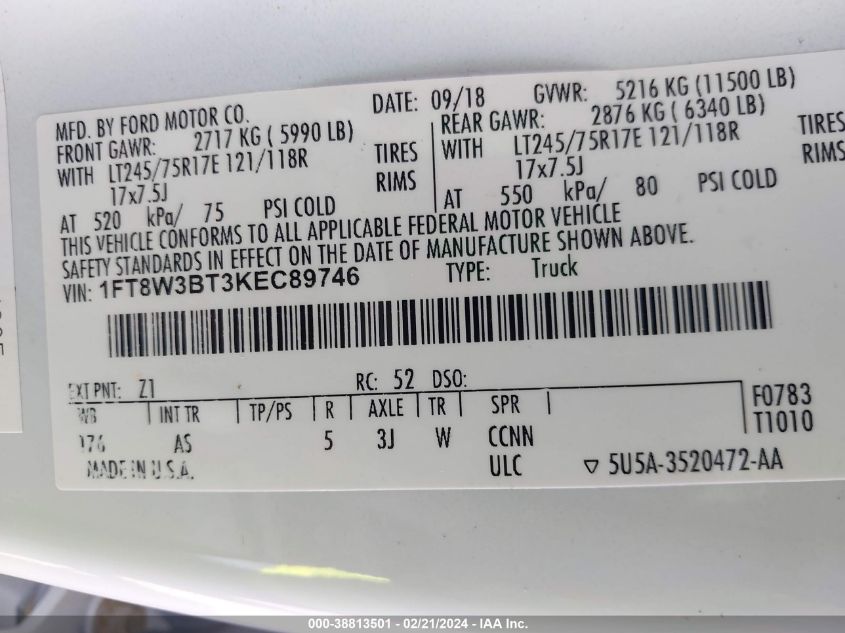 MFD. BY FORD MOTOR CO. DATE: 09/18 GVWR: 5216 KG (11500 LB)
FRONT GAWR: 2717 KG ( 5990 LB) REAR GAWR: 2876 KG ( 6340 LB)
WITH LT245/75R17E 121/118R TIRES WITH LT245/75R17E 121/118R TIRES
17x7.5J RIMS 17x7.5J RIMS
AT 520 kPa/ 75 PSI COLD AT 550 kPa/ 80 PSI COLD
THIS VEHICLE CONFORMS TO ALL APPLICABLE FEDERAL MOTOR VEHICLE
SAFETY STANDARDS IN EFFECT ON THE DATE OF MANUFACTURE SHOWN ABOVE.
VIN: 1FT8W3BT3KEC89746 TYPE: Truck
EXT PNT: Z1 RC: 52 DSO:
WB INT TR TP/PS R AXLE TR SPR F0783
T1010
176 AS 5 3J W CCNN
MADE IN U.S.A. ULC ▽ 5U5A-3520472-AA
000-38813501 - 02/21/2024 - IAA Inc.